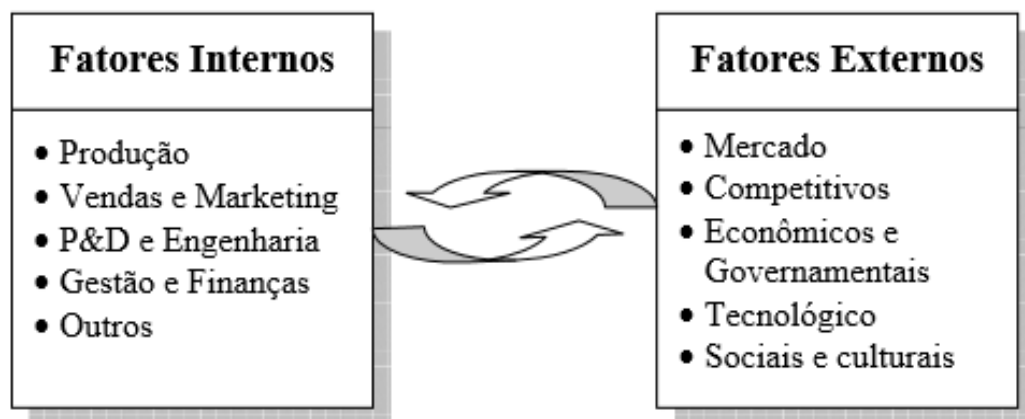 Fatores Internos
• Produção
• Vendas e Marketing
• P&D e Engenharia
• Gestão e Finanças
• Outros
Fatores Externos
• Mercado
• Competitivos
• Econômicos e
Governamentais
• Tecnológico
• Sociais e culturais